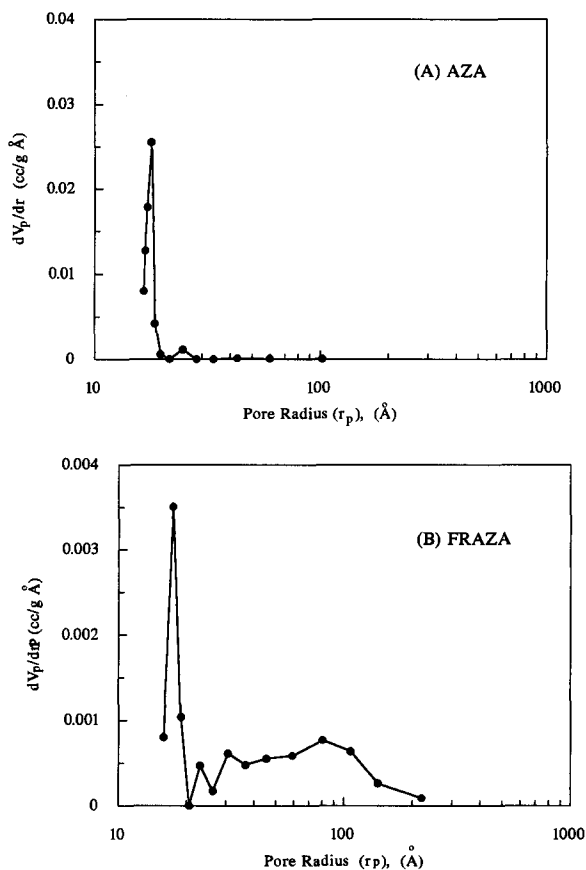 0.04
(A) AZA
0.03
0.02
0.01
0
dVp/dr (cc/g Å)
10 100 1000
Pore Radius (rp), (Å)
0.004
(B) FRAZA
0.003
0.002
0.001
0
dVp/drP (cc/g Å)
10 100 1000
Pore Radius (rp), (Å)